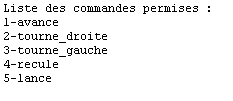 Liste des commandes permises :
1-avance
2-tourne_droite
3-tourne_gauche
4-recule
5-lance